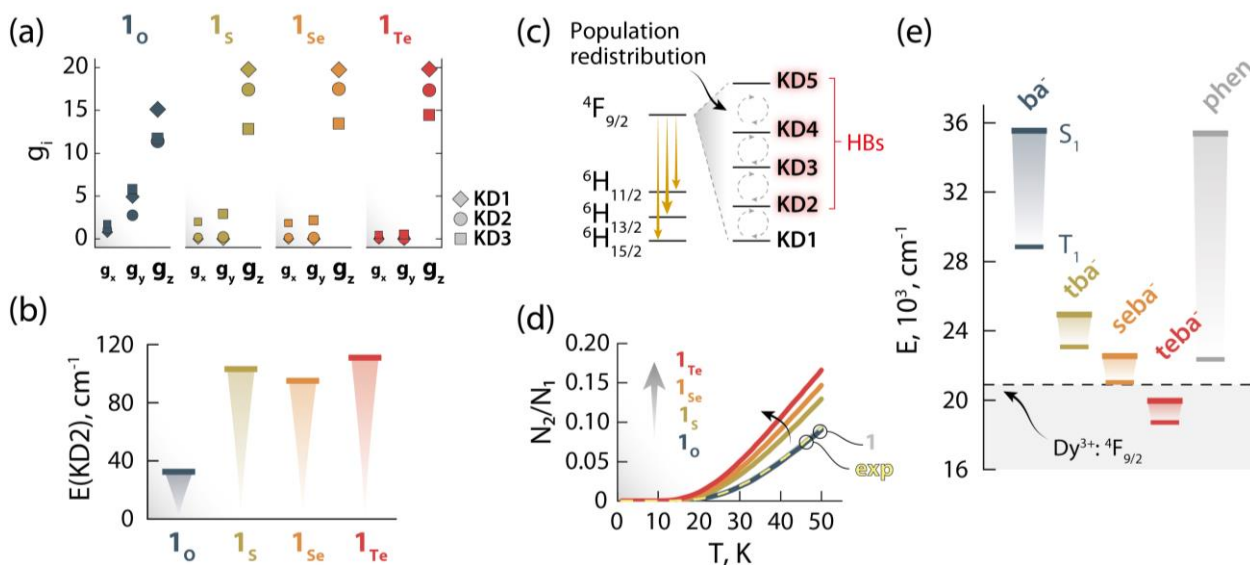 (a)
1O
1S
1Se
1Te
gi
20
15
10
5
0
gx gy gz
gx gy gz
gx gy gz
gx gy gz
KD1
KD2
KD3
(b)
E(KD2), cm⁻¹
120
80
40
0
1O
1S
1Se
1Te
(c)
Population
redistribution
⁴F9/2
⁶H11/2
⁶H13/2
⁶H15/2
KD5
KD4
KD3
KD2
KD1
HBs
(d)
N2/N1
0.20
0.15
0.10
0.05
0
1Te
1Se
1S
1O
1
exp
0 10 20 30 40 50
T, K
(e)
E, 10³, cm⁻¹
36
32
28
24
20
16
ba⁻
S1
T1
tba⁻
seba⁻
teba⁻
phen
Dy³⁺: ⁴F9/2